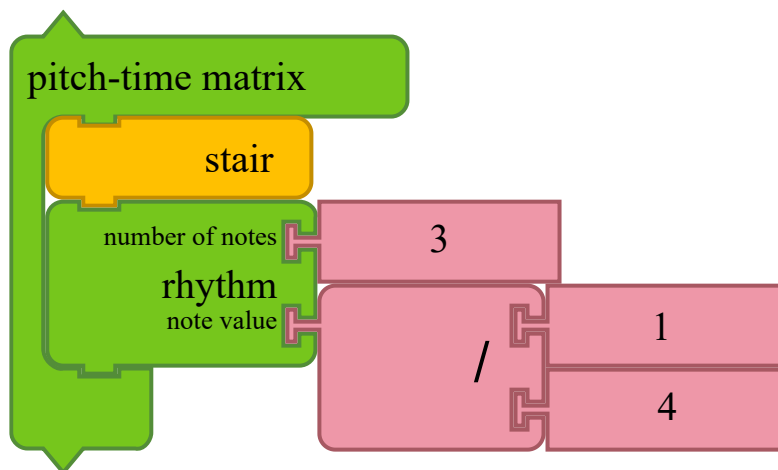 pitch-time matrix
stair
number of notes
3
rhythm
note value
/
1
4